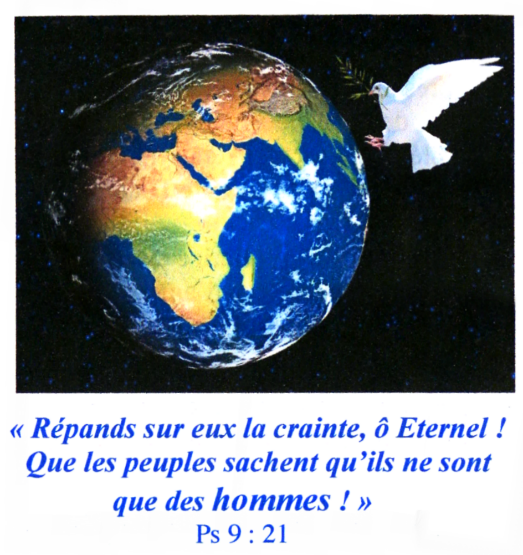 « Répands sur eux la crainte, ô Eternel !
Que les peuples sachent qu’ils ne sont
que des hommes ! »
Ps 9 : 21